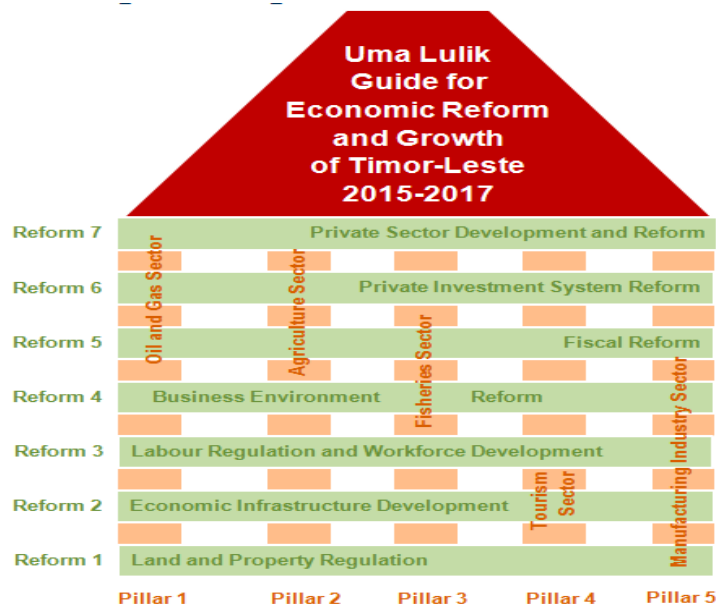 Uma Lulik
Guide for
Economic Reform
and Growth
of Timor-Leste
2015-2017
Reform 7
Private Sector Development and Reform
Reform 6
Private Investment System Reform
Reform 5
Fiscal Reform
Reform 4
Business Environment Reform
Reform 3
Labour Regulation and Workforce Development
Reform 2
Economic Infrastructure Development
Reform 1
Land and Property Regulation
Oil and Gas Sector
Agriculture Sector
Fisheries Sector
Tourism
Sector
Manufacturing Industry Sector
Pillar 1
Pillar 2
Pillar 3
Pillar 4
Pillar 5